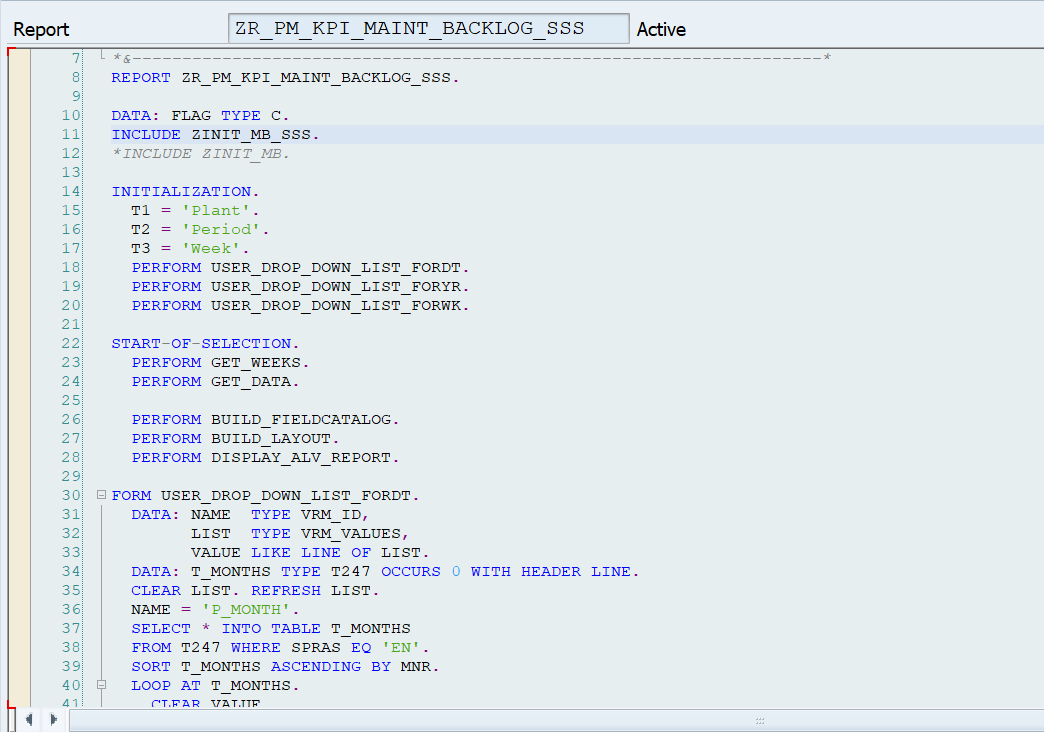 Report ZR_PM_KPI_MAINT_BACKLOG_SSS Active
7 *&---------------------------------------------------------------------*
8 REPORT ZR_PM_KPI_MAINT_BACKLOG_SSS.
9
10 DATA: FLAG TYPE C.
11 INCLUDE ZINIT_MB_SSS.
12 *INCLUDE ZINIT_MB.
13
14 INITIALIZATION.
15 T1 = 'Plant'.
16 T2 = 'Period'.
17 T3 = 'Week'.
18 PERFORM USER_DROP_DOWN_LIST_FORDT.
19 PERFORM USER_DROP_DOWN_LIST_FORYR.
20 PERFORM USER_DROP_DOWN_LIST_FORWK.
21
22 START-OF-SELECTION.
23 PERFORM GET_WEEKS.
24 PERFORM GET_DATA.
25
26 PERFORM BUILD_FIELDCATALOG.
27 PERFORM BUILD_LAYOUT.
28 PERFORM DISPLAY_ALV_REPORT.
29
30 FORM USER_DROP_DOWN_LIST_FORDT.
31 DATA: NAME TYPE VRM_ID,
32 LIST TYPE VRM_VALUES,
33 VALUE LIKE LINE OF LIST.
34 DATA: T_MONTHS TYPE T247 OCCURS 0 WITH HEADER LINE.
35 CLEAR LIST. REFRESH LIST.
36 NAME = 'P_MONTH'.
37 SELECT * INTO TABLE T_MONTHS
38 FROM T247 WHERE SPRAS EQ 'EN'.
39 SORT T_MONTHS ASCENDING BY MNR.
40 LOOP AT T_MONTHS.
41 CLEAR VALUE